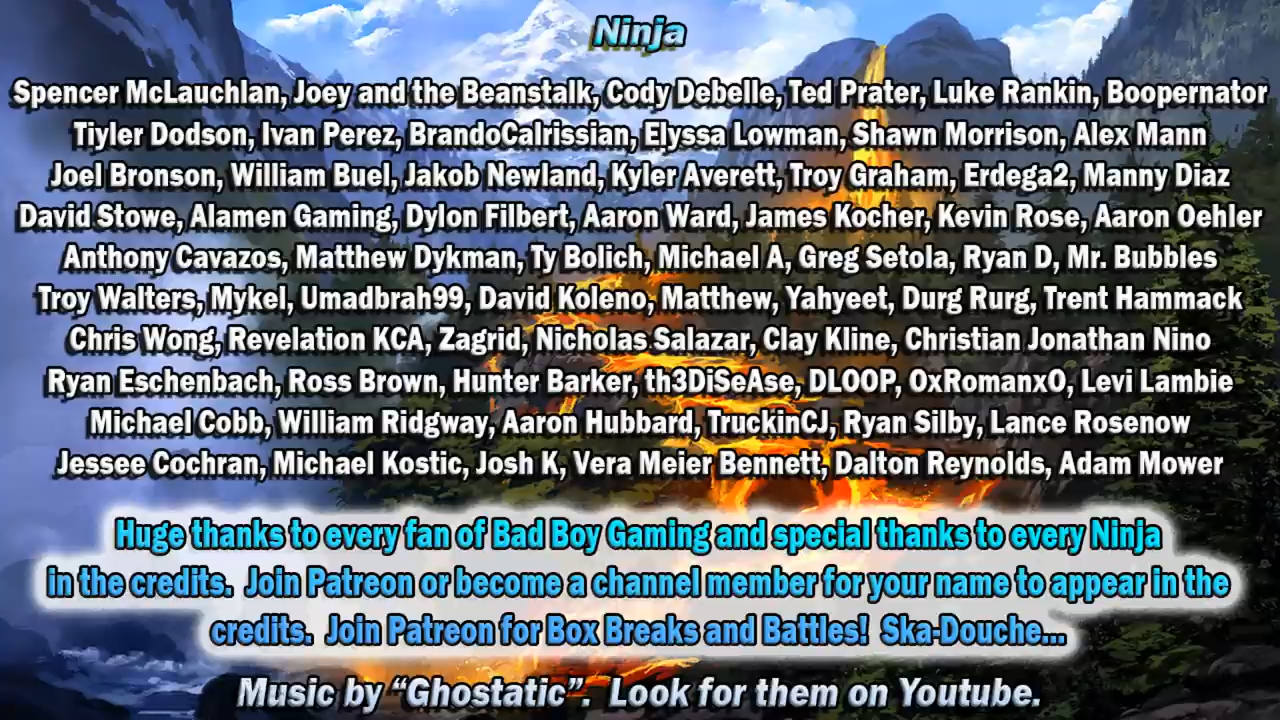 Ninja
Spencer McLauchlan, Joey and the Beanstalk, Cody Debelle, Ted Prater, Luke Rankin, Boopernator
Tiyler Dodson, Ivan Perez, BrandoCalrissian, Elyssa Lowman, Shawn Morrison, Alex Mann
Joel Bronson, William Buel, Jakob Newland, Kyler Averett, Troy Graham, Erdega2, Manny Diaz
David Stowe, Alamen Gaming, Dylon Filbert, Aaron Ward, James Kocher, Kevin Rose, Aaron Oehler
Anthony Cavazos, Matthew Dykman, Ty Bolich, Michael A, Greg Setola, Ryan D, Mr. Bubbles
Troy Walters, Mykel, Umadbrah99, David Koleno, Matthew, Yahyeet, Durg Rurg, Trent Hammack
Chris Wong, Revelation KCA, Zagrid, Nicholas Salazar, Clay Kline, Christian Jonathan Nino
Ryan Eschenbach, Ross Brown, Hunter Barker, th3DiSeAse, DLOOP, OxRomanxO, Levi Lambie
Michael Cobb, William Ridgway, Aaron Hubbard, TruckinCJ, Ryan Silby, Lance Rosenow
Jessee Cochran, Michael Kostic, Josh K, Vera Meier Bennett, Dalton Reynolds, Adam Mower
Huge thanks to every fan of Bad Boy Gaming and special thanks to every Ninja
in the credits.  Join Patreon or become a channel member for your name to appear in the
credits.  Join Patreon for Box Breaks and Battles!  Ska-Douche...
Music by “Ghostatic”.  Look for them on Youtube.